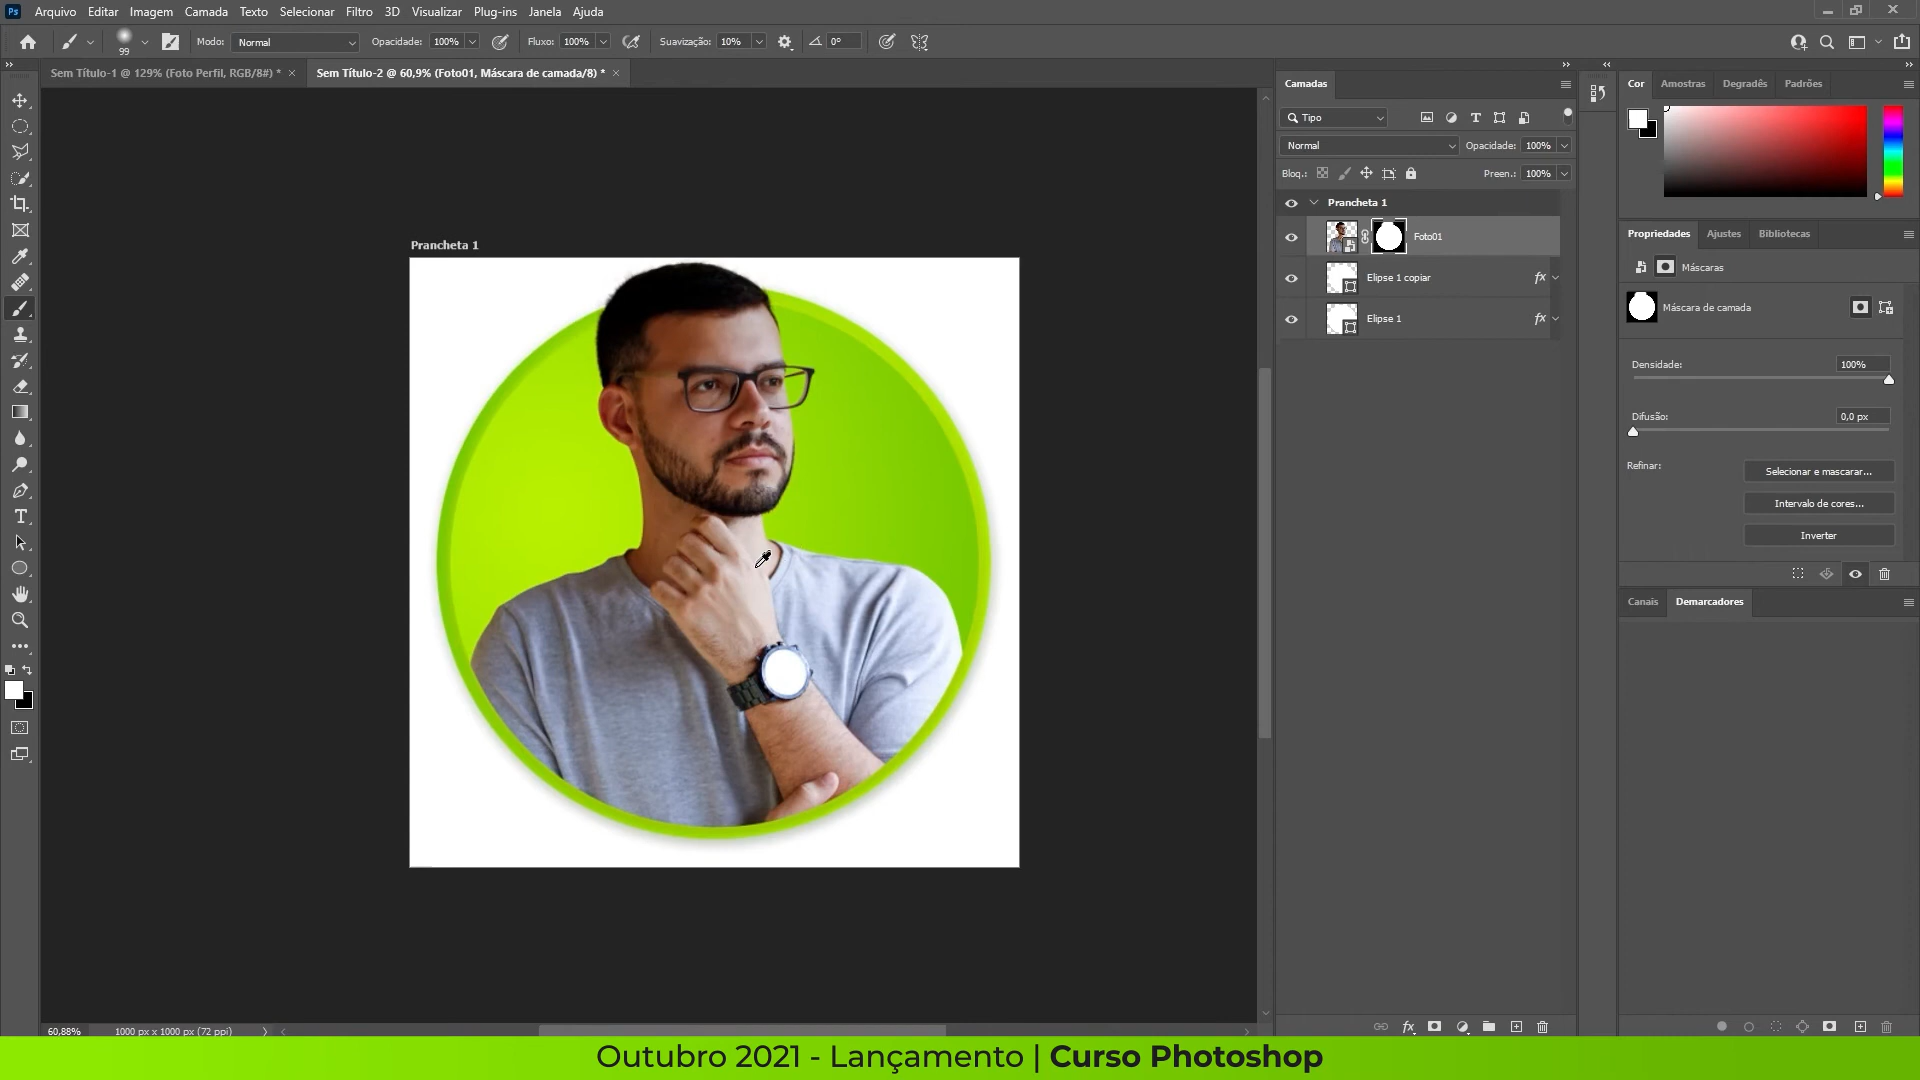 Ps Arquivo Editar Imagem Camada Texto Selecionar Filtro 3D Visualizar Plug-ins Janela Ajuda
99 Modo: Normal Opacidade: 100% Fluxo: 100% Suavização: 10% 0°
Sem Título-1 @ 129% (Foto Perfil, RGB/8#) * × Sem Título-2 @ 60,9% (Foto01, Máscara de camada/8) * ×
Prancheta 1
60,88% 1000 px x 1000 px (72 ppi)
Camadas
Tipo
Normal Opacidade: 100%
Bloq.: Preen.: 100%
Prancheta 1
Foto01
Elipse 1 copiar fx
Elipse 1 fx
fx
Cor Amostras Degradês Padrões
Propriedades Ajustes Bibliotecas
Máscaras
Máscara de camada
Densidade: 100%
Difusão: 0,0 px
Refinar: Selecionar e mascarar...
Intervalo de cores...
Inverter
Canais Demarcadores
Outubro 2021 - Lançamento | Curso Photoshop